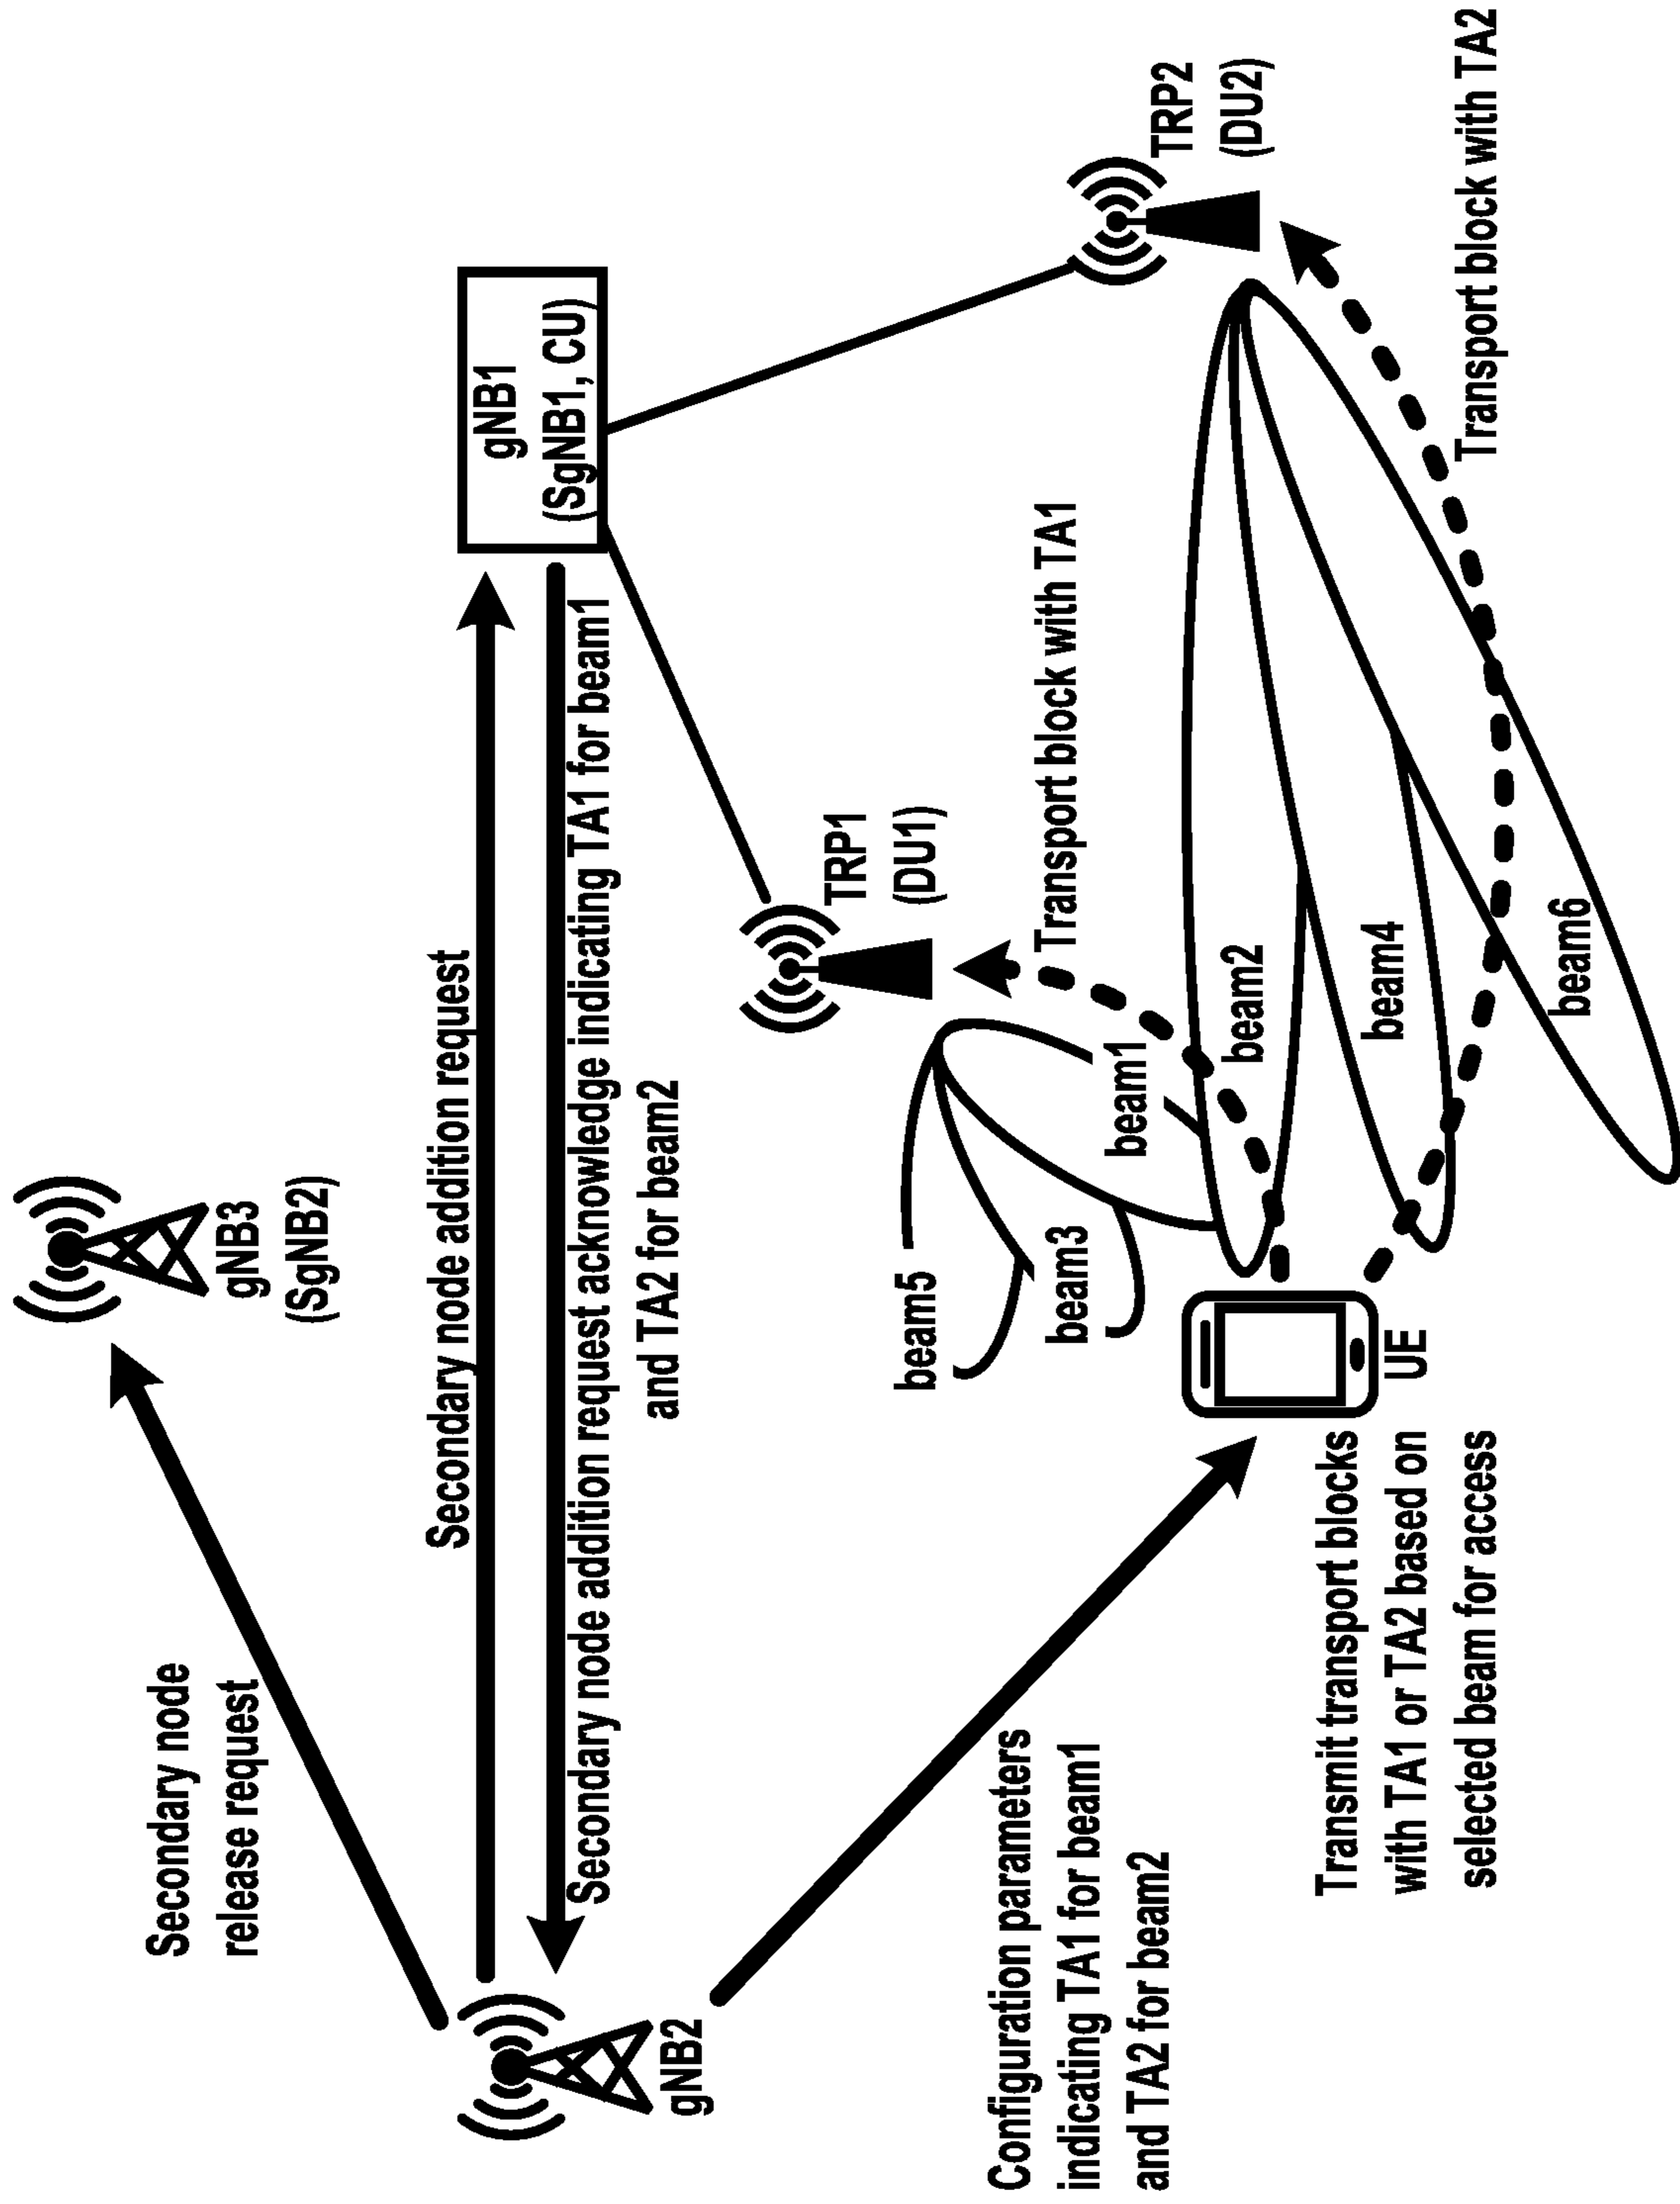 Secondary node
release request
gNB3
(SgNB2)
Secondary node addition request
gNB1
(SgNB1, CU)
Secondary node addition request acknowledge indicating TA1 for beam1
and TA2 for beam2
gNB2
TRP1
(DU1)
TRP2
(DU2)
Configuration parameters
indicating TA1 for beam1
and TA2 for beam2
beam5
beam3
beam1
Transport block with TA1
beam2
beam4
beam6
Transport block with TA2
UE
Transmit transport blocks
with TA1 or TA2 based on
selected beam for access